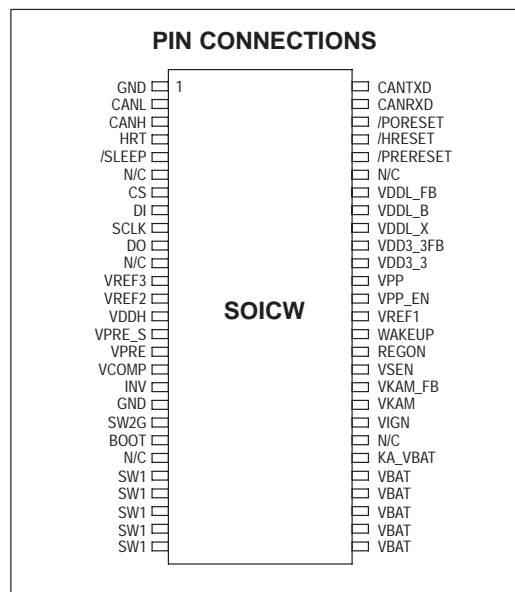 PIN CONNECTIONS
GND 1 CANTXD
CANL CANRXD
CANH /PORESET
HRT /HRESET
/SLEEP /PRERESET
N/C N/C
CS VDDL_FB
DI VDDL_B
SCLK VDDL_X
DO VDD3_3FB
N/C VDD3_3
VREF3 VPP
VREF2 VPP_EN
VDDH SOICW VREF1
VPRE_S WAKEUP
VPRE REGON
VCOMP VSEN
INV VKAM_FB
GND VKAM
SW2G VIGN
BOOT N/C
N/C KA_VBAT
SW1 VBAT
SW1 VBAT
SW1 VBAT
SW1 VBAT
SW1 VBAT